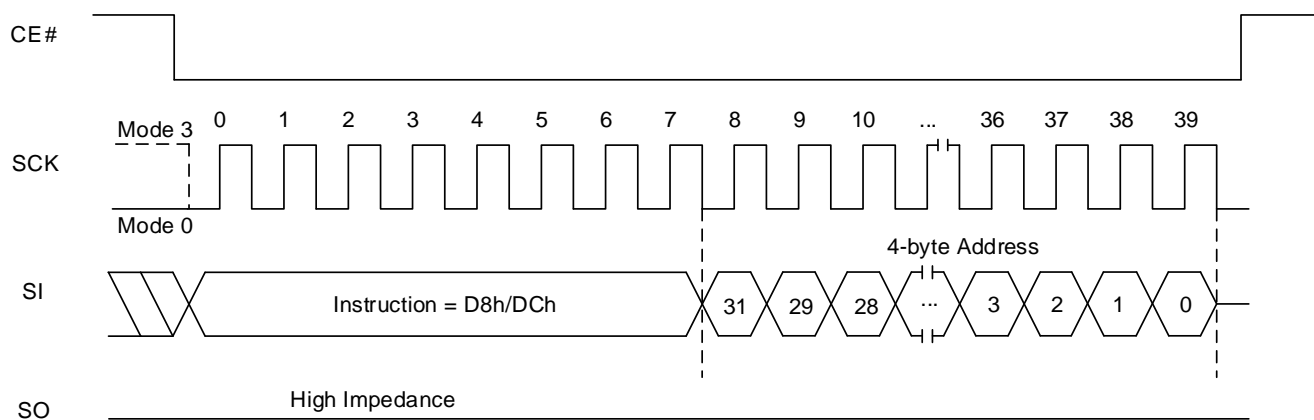 CE#
Mode 3
0 1 2 3 4 5 6 7 8 9 10 ... 36 37 38 39
SCK
Mode 0
4-byte Address
SI
Instruction = D8h/DCh
31 29 28 ... 3 2 1 0
High Impedance
SO